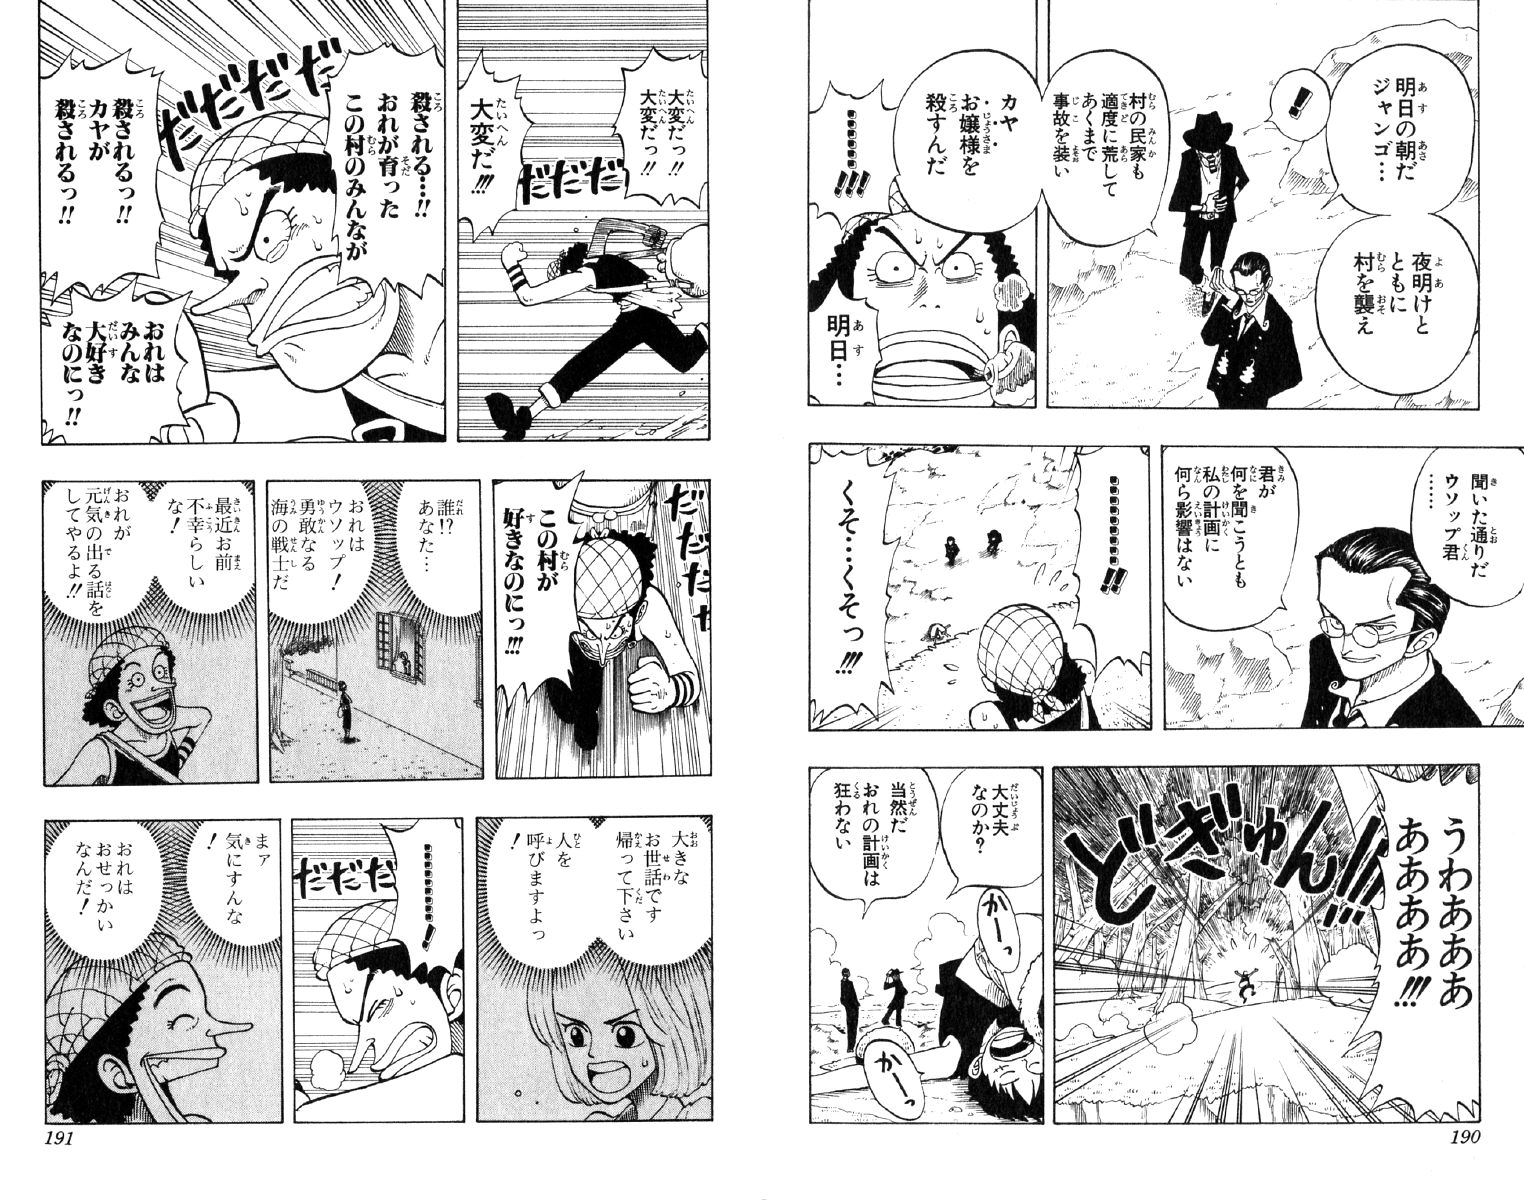 明日の朝だ
ジャンゴ…
夜明けと
ともに
村を襲え
！
村の民家も
適度に荒して
あくまで
事故を装い
カヤ
お嬢様を
殺すんだ
…………!!!
明日…
聞いた通りだ
ウソップ君
……
君が
何を聞こうとも
私の計画に
何ら影響はない
…………!!
くそ…くそっ!!!
うわああああ
ああああ!!!
どぎゅん!!!!
大丈夫
なのか?
当然だ
おれの計画は
狂わない
かーっ
かーっ
190
大変だっ!!
大変だっ!!
だだだ
大変だ!!!
殺される…!!
おれが育った
この村のみんなが
だだだだ
殺されるっ!!
カヤが
殺されるっ!!
おれは
みんな
大好き
なのにっ!!
だだだだ
この村が
好きなのにっ!!!
誰!?
あなた…
おれは
ウソップ!
勇敢なる
海の戦士だ
最近お前
不幸らしい
な!
おれが
元気の出る話を
してやるよ!!
大きな
お世話です
帰って下さい
人を
呼びますよっ
!
…………!
だだだ
まァ
気にすんな
おれは
おせっかい
なんだ!
191